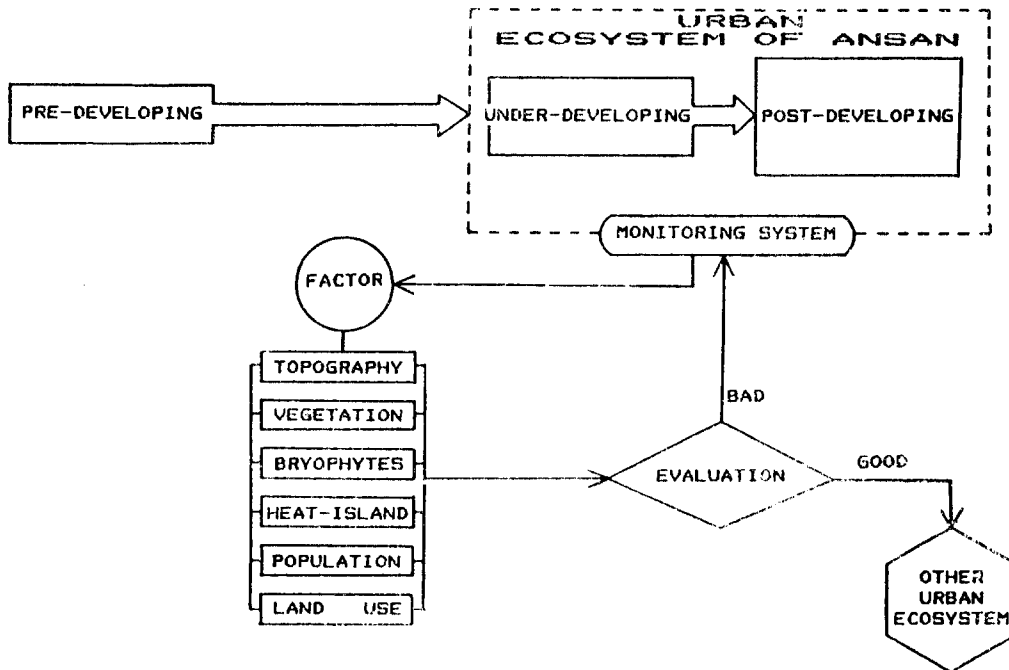 URBAN
ECOSYSTEM OF ANSAN
PRE-DEVELOPING
UNDER-DEVELOPING
POST-DEVELOPING
MONITORING SYSTEM
FACTOR
TOPOGRAPHY
VEGETATION
BRYOPHYTES
HEAT-ISLAND
POPULATION
LAND USE
BAD
EVALUATION
GOOD
OTHER
URBAN
ECOSYSTEM